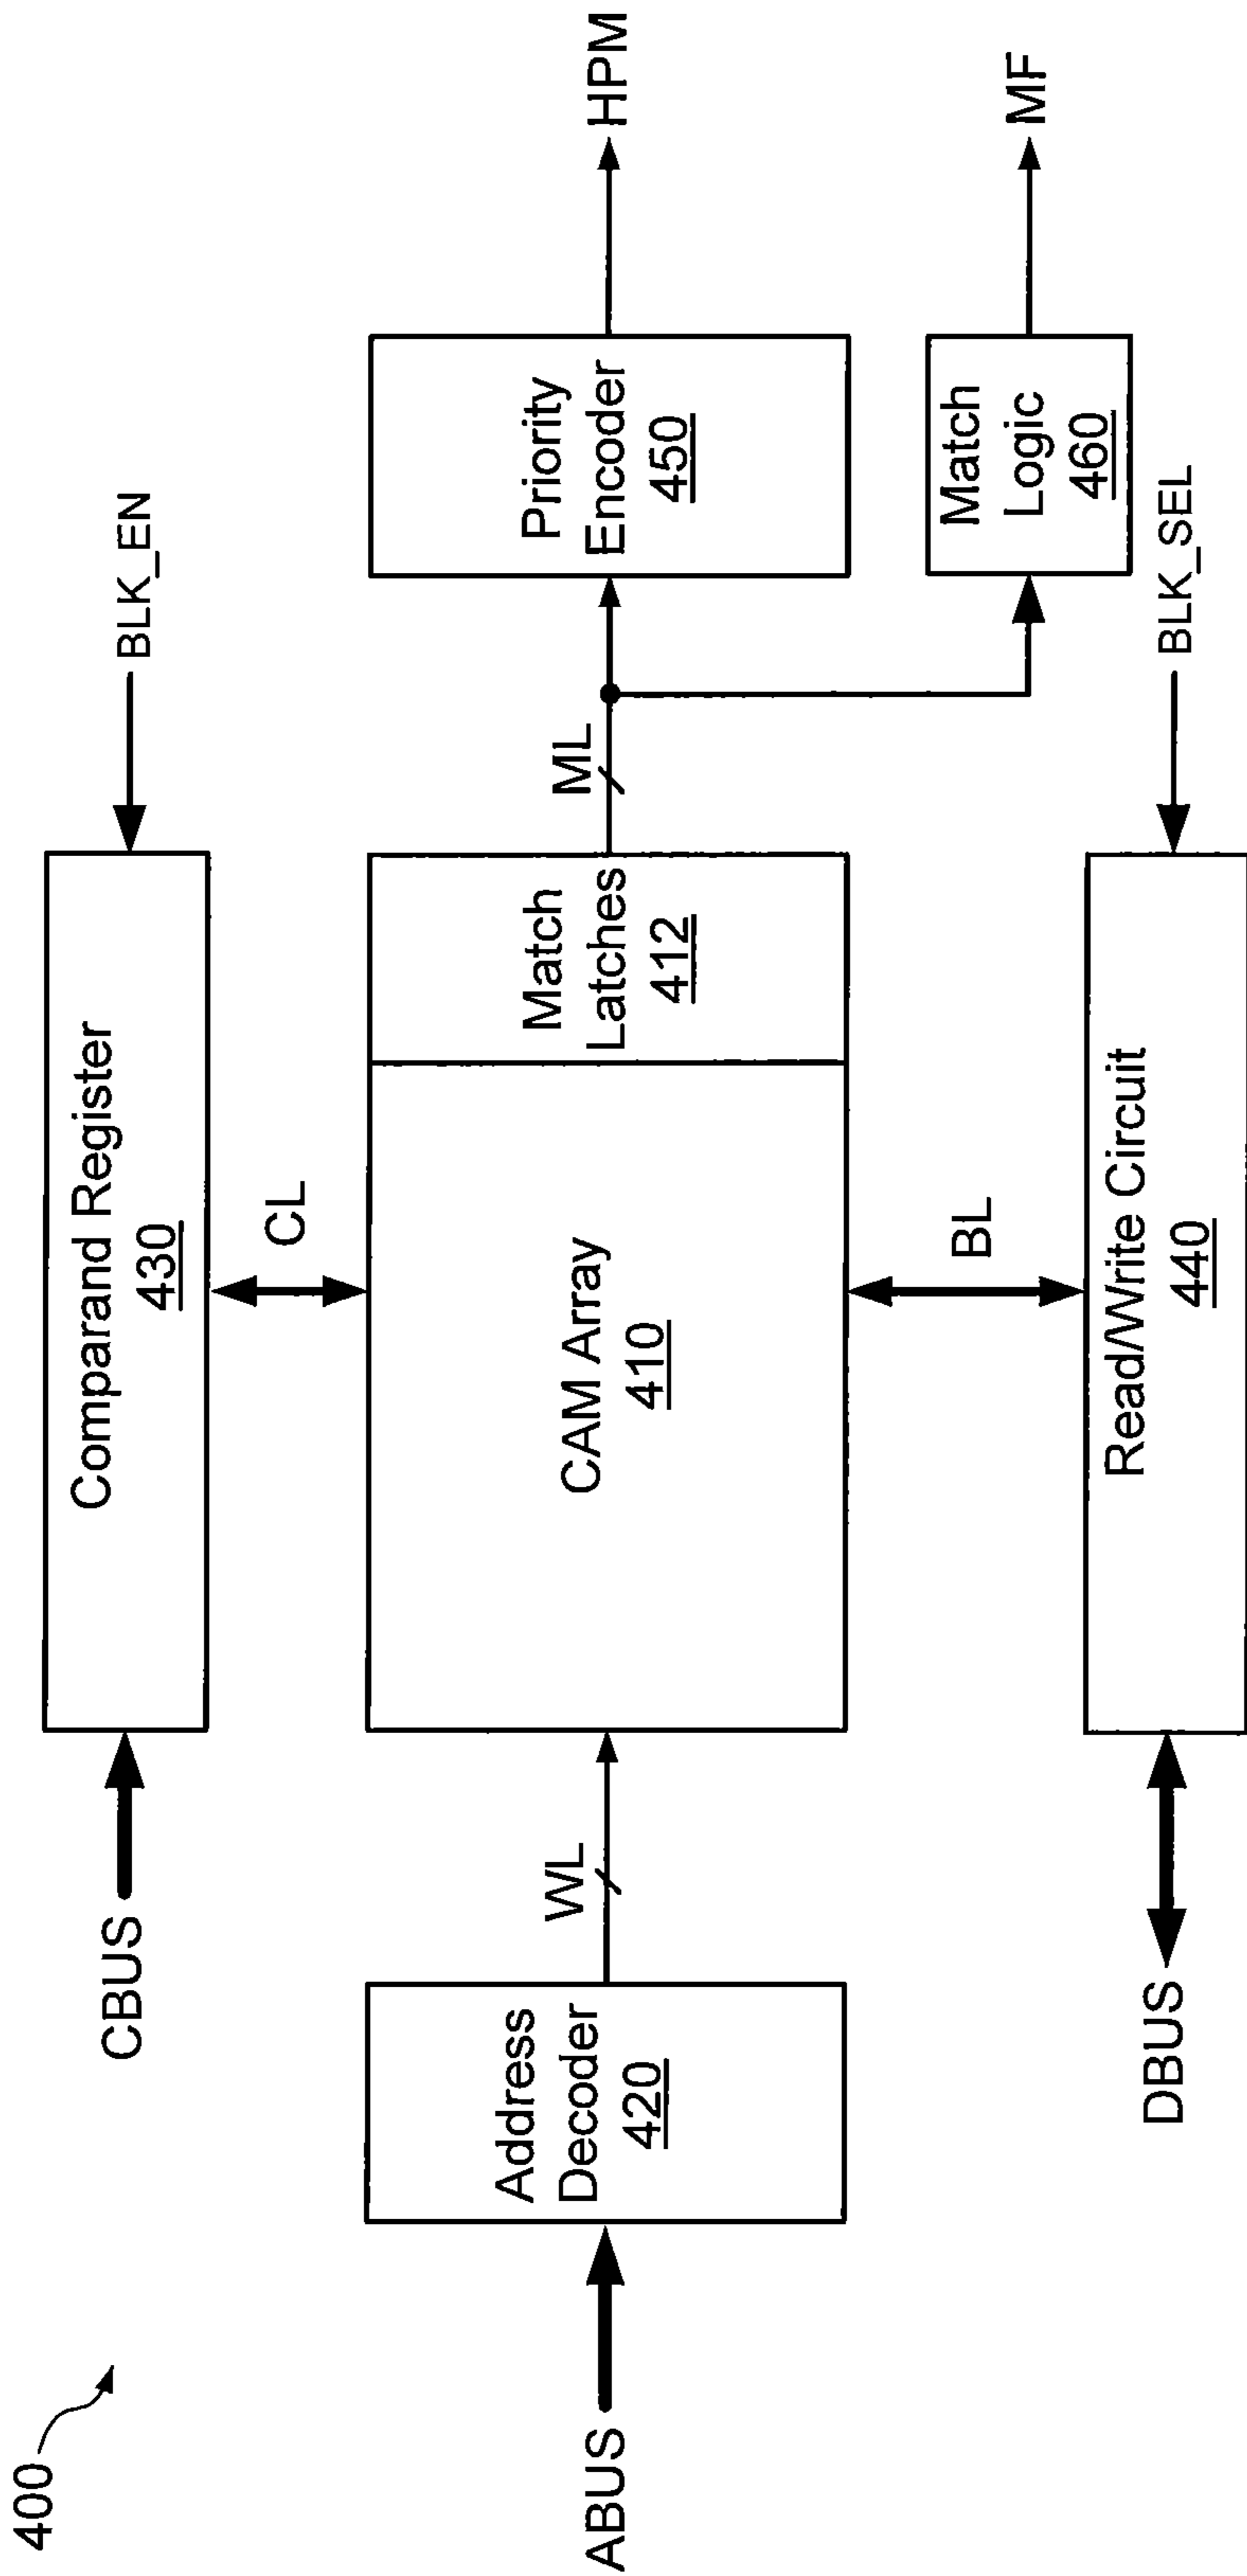 400
CBUS
Comparand Register
430
BLK_EN
CL
ABUS
Address
Decoder
420
WL
CAM Array
410
Match
Latches
412
ML
Priority
Encoder
450
HPM
Match
Logic
460
MF
BL
DBUS
Read/Write Circuit
440
BLK_SEL